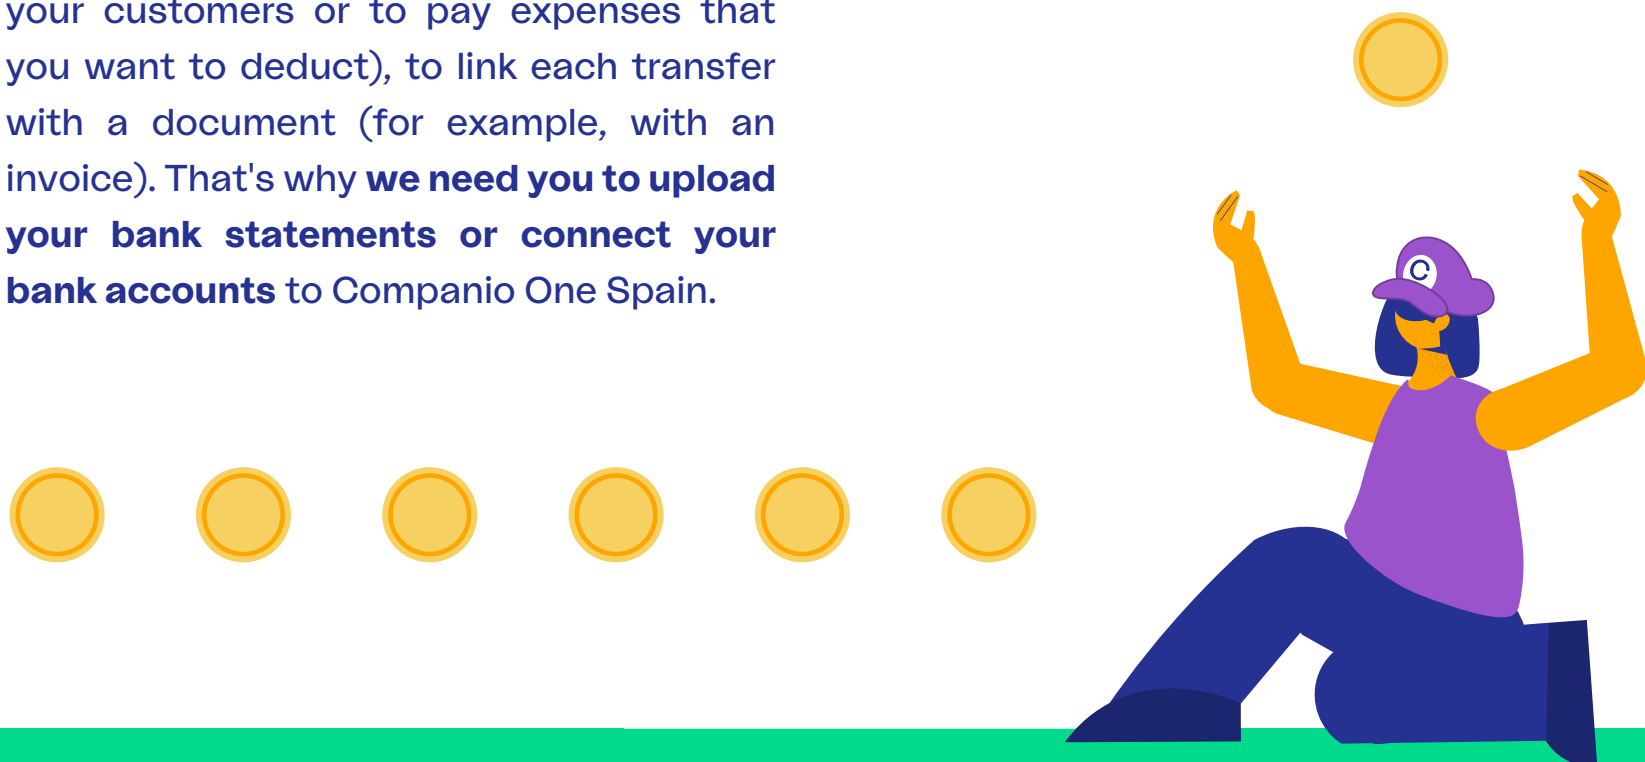 your customers or to pay expenses that
you want to deduct), to link each transfer
with a document (for example, with an
invoice). That's why we need you to upload
your bank statements or connect your
bank accounts to Companio One Spain.
C